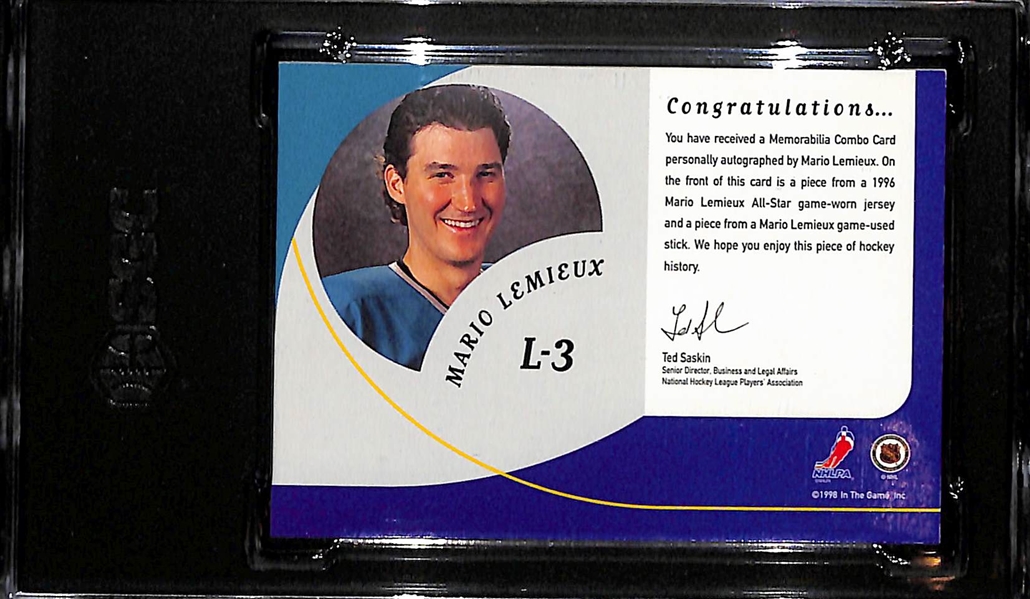 MARIO LEMIEUX
L-3
Congratulations...
You have received a Memorabilia Combo Card
personally autographed by Mario Lemieux. On
the front of this card is a piece from a 1996
Mario Lemieux All-Star game-worn jersey
and a piece from a Mario Lemieux game-used
stick. We hope you enjoy this piece of hockey
history.
Ted Saskin
Senior Director, Business and Legal Affairs
National Hockey League Players' Association
NHLPA
© NHL
©1998 In The Game, Inc.